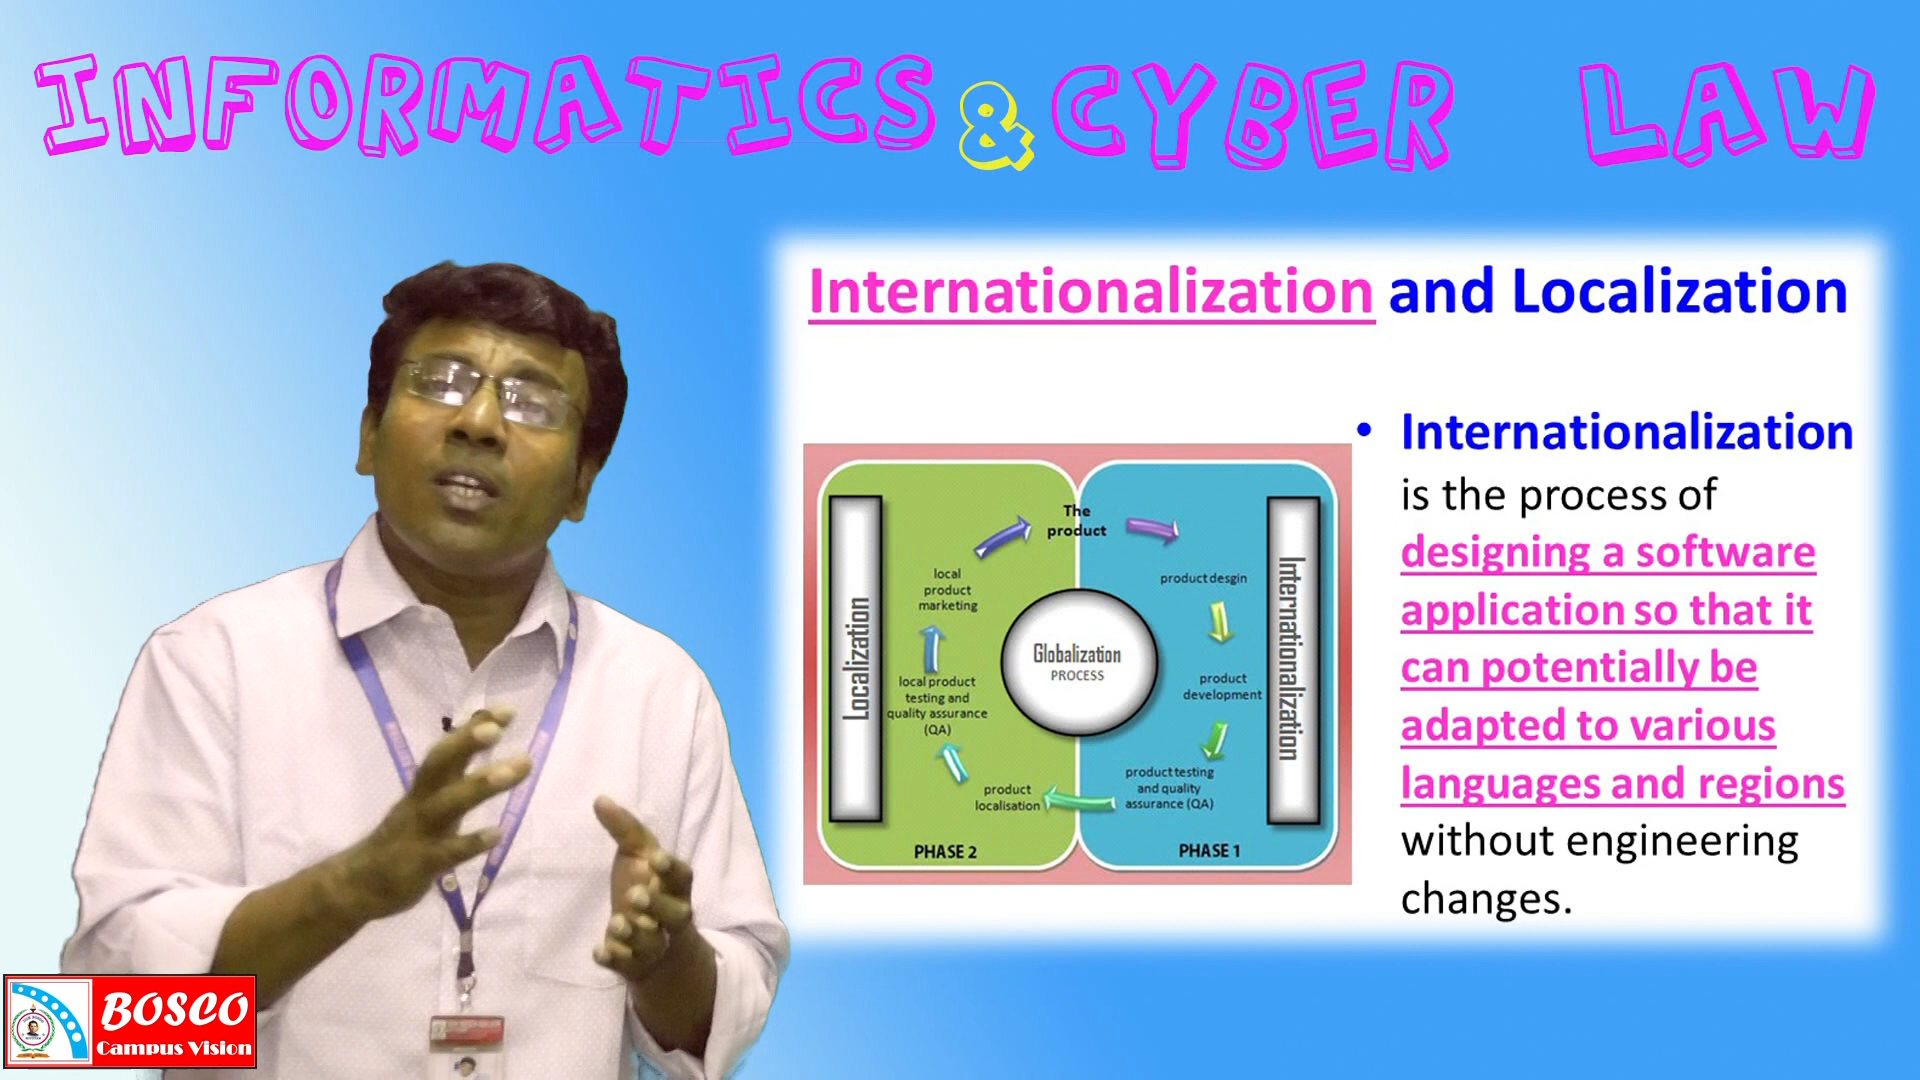 INFORMATICS & CYBER LAW
Internationalization and Localization
• Internationalization
is the process of
designing a software
application so that it
can potentially be
adapted to various
languages and regions
without engineering
changes.
The
product
product desgin
product
development
product testing
and quality
assurance (QA)
product
localisation
local product
testing and
quality assurance
(QA)
local
product
marketing
Globalization
PROCESS
Localization
Internationalization
PHASE 2
PHASE 1
BOSCO
Campus Vision